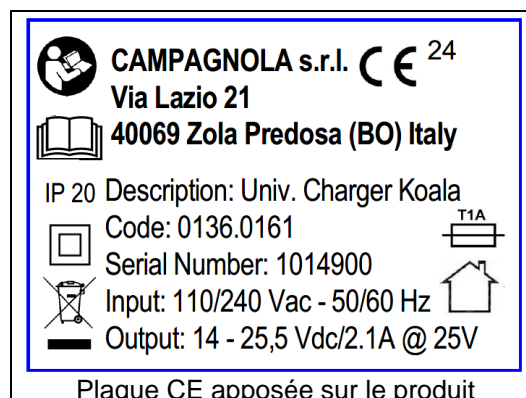 CAMPAGNOLA s.r.l. CE 24
Via Lazio 21
40069 Zola Predosa (BO) Italy
IP 20 Description: Univ. Charger Koala
Code: 0136.0161
T1A
Serial Number: 1014900
Input: 110/240 Vac - 50/60 Hz
Output: 14 - 25,5 Vdc/2.1A @ 25V
Plaque CE apposée sur le produit